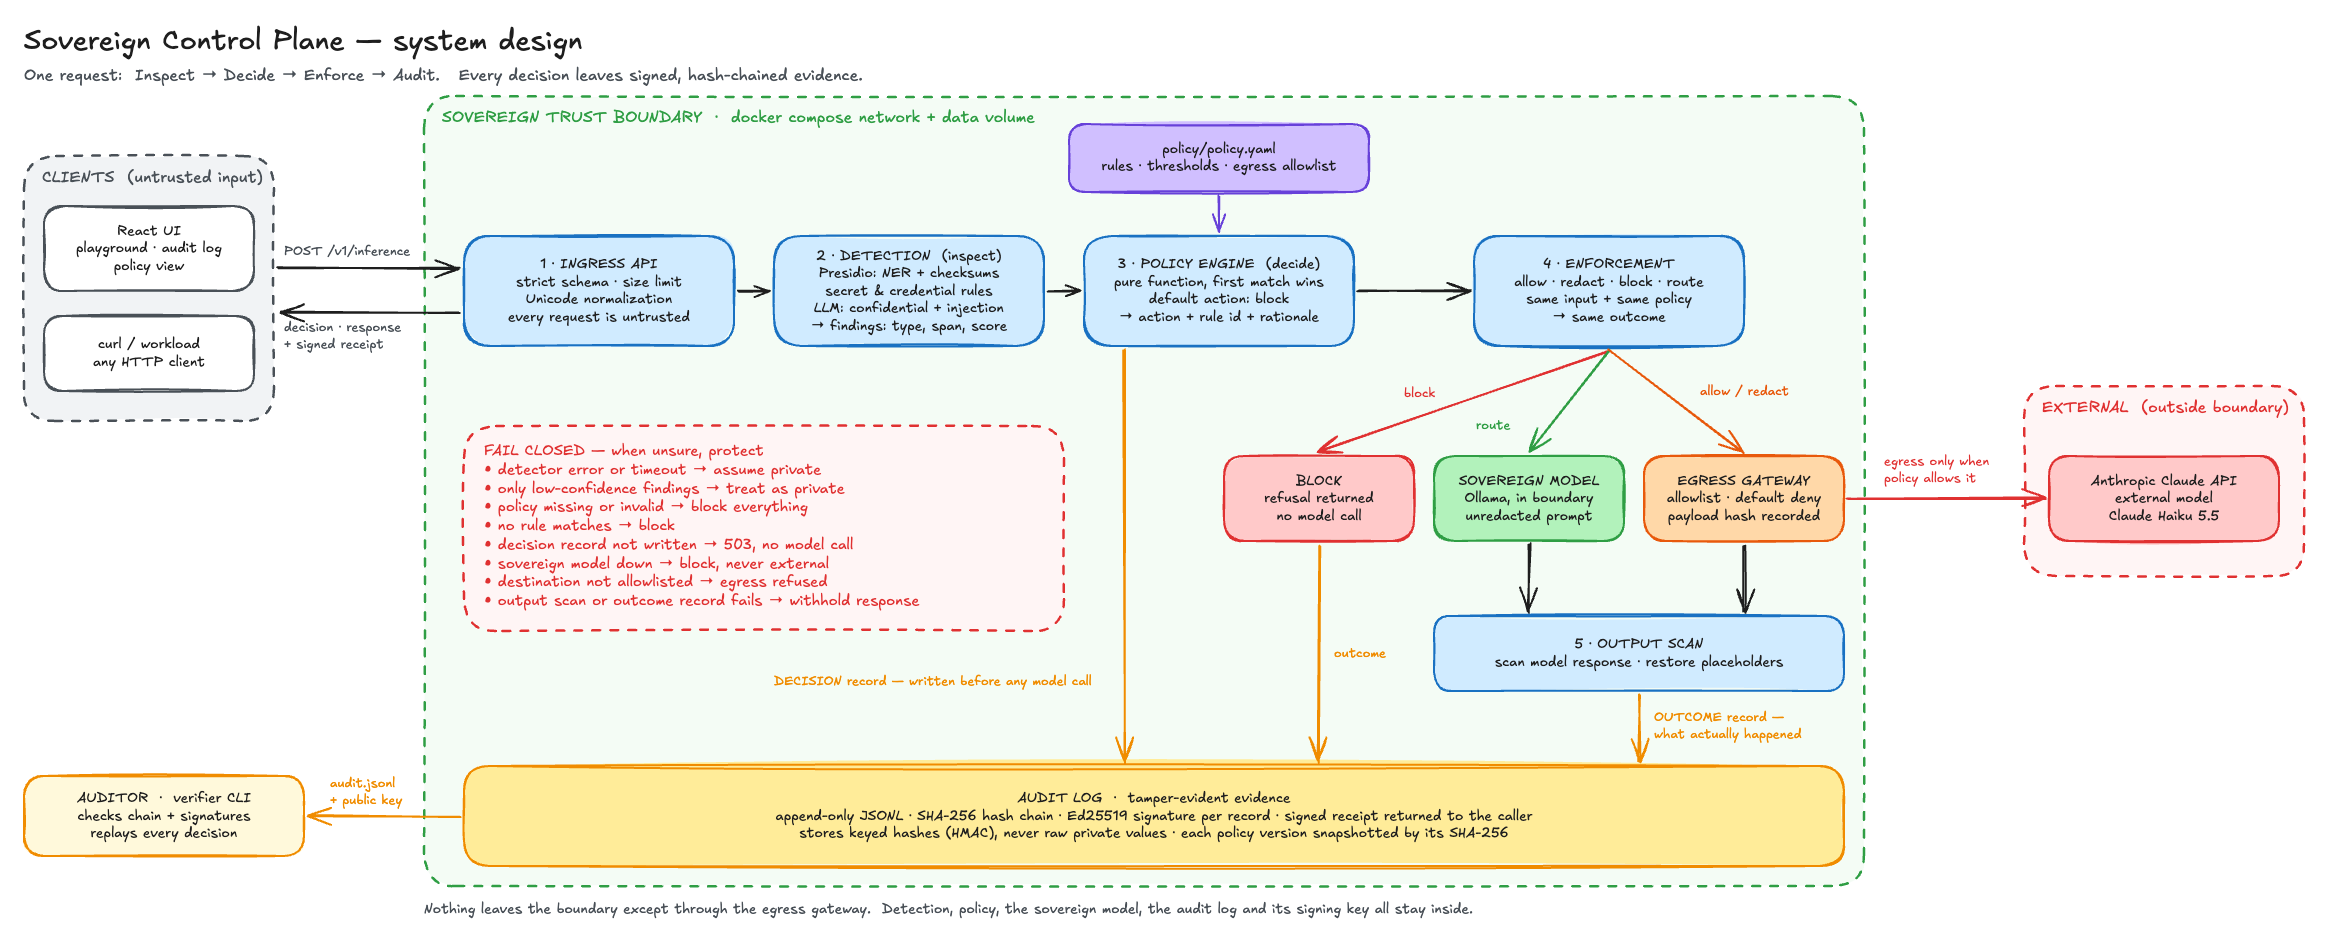 Sovereign Control Plane — system design
One request:  Inspect → Decide → Enforce → Audit.   Every decision leaves signed, hash-chained evidence.
SOVEREIGN TRUST BOUNDARY  ·  docker compose network + data volume
policy/policy.yaml
rules · thresholds · egress allowlist
CLIENTS  (untrusted input)
React UI
playground · audit log
policy view
curl / workload
any HTTP client
POST /v1/inference
decision · response
+ signed receipt
1 · INGRESS API
strict schema · size limit
Unicode normalization
every request is untrusted
2 · DETECTION  (inspect)
Presidio: NER + checksums
secret & credential rules
LLM: confidential + injection
→ findings: type, span, score
3 · POLICY ENGINE  (decide)
pure function, first match wins
default action: block
→ action + rule id + rationale
4 · ENFORCEMENT
allow · redact · block · route
same input + same policy
→ same outcome
block
route
allow / redact
FAIL CLOSED — when unsure, protect
• detector error or timeout → assume private
• only low-confidence findings → treat as private
• policy missing or invalid → block everything
• no rule matches → block
• decision record not written → 503, no model call
• sovereign model down → block, never external
• destination not allowlisted → egress refused
• output scan or outcome record fails → withhold response
BLOCK
refusal returned
no model call
SOVEREIGN MODEL
Ollama, in boundary
unredacted prompt
EGRESS GATEWAY
allowlist · default deny
payload hash recorded
egress only when
policy allows it
EXTERNAL  (outside boundary)
Anthropic Claude API
external model
Claude Haiku 5.5
5 · OUTPUT SCAN
scan model response · restore placeholders
outcome
DECISION record — written before any model call
OUTCOME record —
what actually happened
AUDITOR  ·  verifier CLI
checks chain + signatures
replays every decision
audit.jsonl
+ public key
AUDIT LOG  ·  tamper-evident evidence
append-only JSONL · SHA-256 hash chain · Ed25519 signature per record · signed receipt returned to the caller
stores keyed hashes (HMAC), never raw private values · each policy version snapshotted by its SHA-256
Nothing leaves the boundary except through the egress gateway.  Detection, policy, the sovereign model, the audit log and its signing key all stay inside.